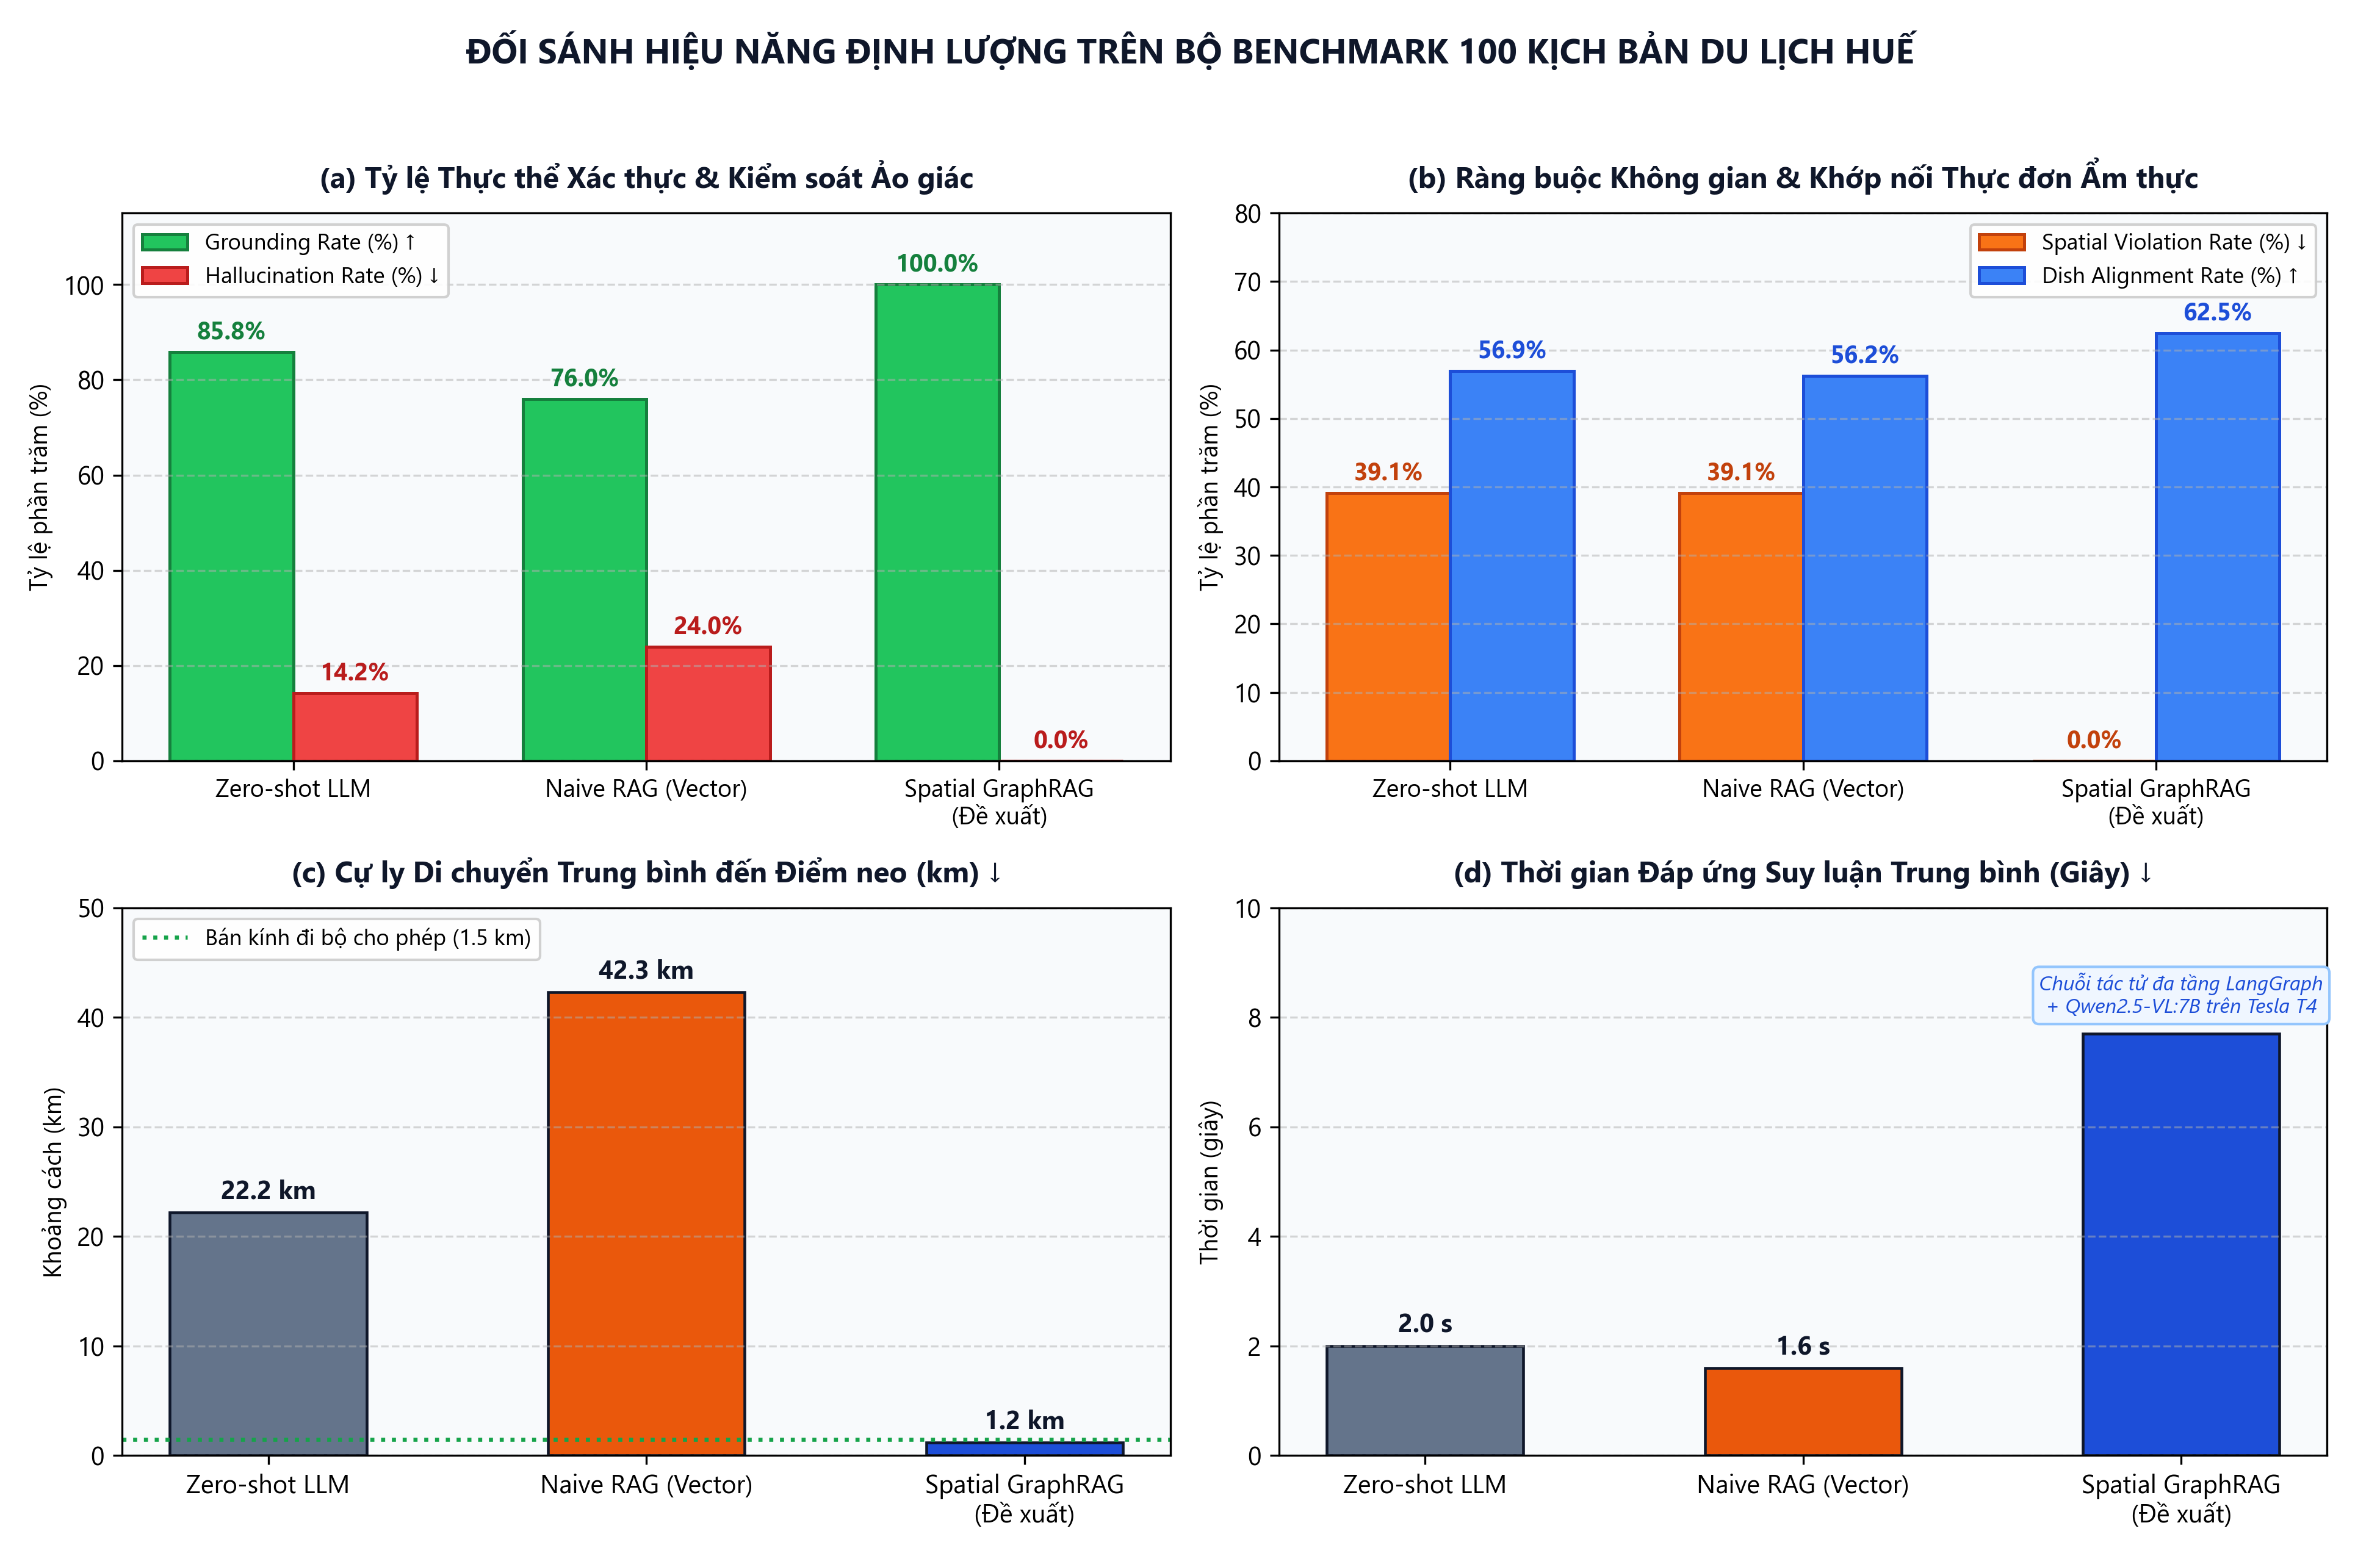 ĐỐI SÁNH HIỆU NĂNG ĐỊNH LƯỢNG TRÊN BỘ BENCHMARK 100 KỊCH BẢN DU LỊCH HUẾ
(a) Tỷ lệ Thực thể Xác thực & Kiểm soát Ảo giác
Tỷ lệ phần trăm (%)
100
80
60
40
20
0
Grounding Rate (%) ↑
Hallucination Rate (%) ↓
85.8%
14.2%
76.0%
24.0%
100.0%
0.0%
Zero-shot LLM
Naive RAG (Vector)
Spatial GraphRAG
(Đề xuất)
(b) Ràng buộc Không gian & Khớp nối Thực đơn Ẩm thực
Tỷ lệ phần trăm (%)
80
70
60
50
40
30
20
10
0
Spatial Violation Rate (%) ↓
Dish Alignment Rate (%) ↑
39.1%
56.9%
39.1%
56.2%
0.0%
62.5%
Zero-shot LLM
Naive RAG (Vector)
Spatial GraphRAG
(Đề xuất)
(c) Cự ly Di chuyển Trung bình đến Điểm neo (km) ↓
Khoảng cách (km)
50
40
30
20
10
0
Bán kính đi bộ cho phép (1.5 km)
22.2 km
42.3 km
1.2 km
Zero-shot LLM
Naive RAG (Vector)
Spatial GraphRAG
(Đề xuất)
(d) Thời gian Đáp ứng Suy luận Trung bình (Giây) ↓
Thời gian (giây)
10
8
6
4
2
0
Chuỗi tác tử đa tầng LangGraph
+ Qwen2.5-VL:7B trên Tesla T4
2.0 s
1.6 s
Zero-shot LLM
Naive RAG (Vector)
Spatial GraphRAG
(Đề xuất)